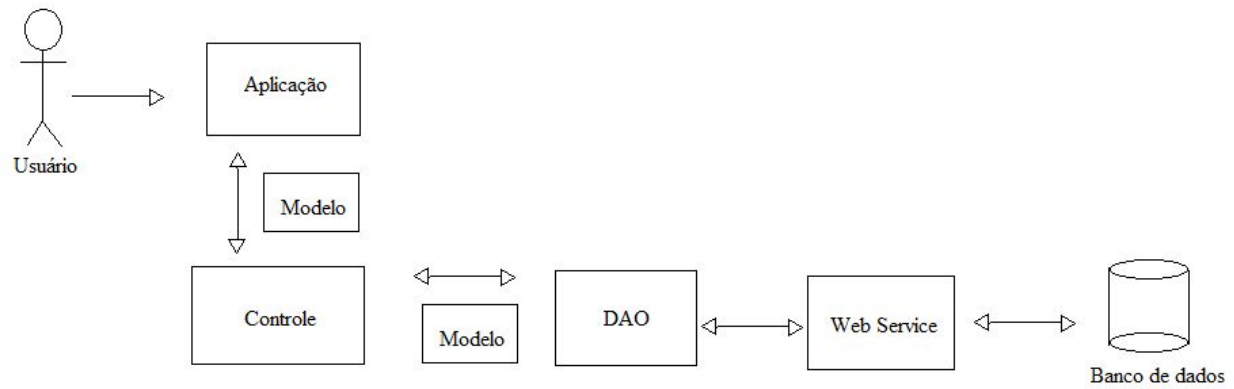 Aplicação
Usuário
Modelo
Controle
Modelo
DAO
Web Service
Banco de dados